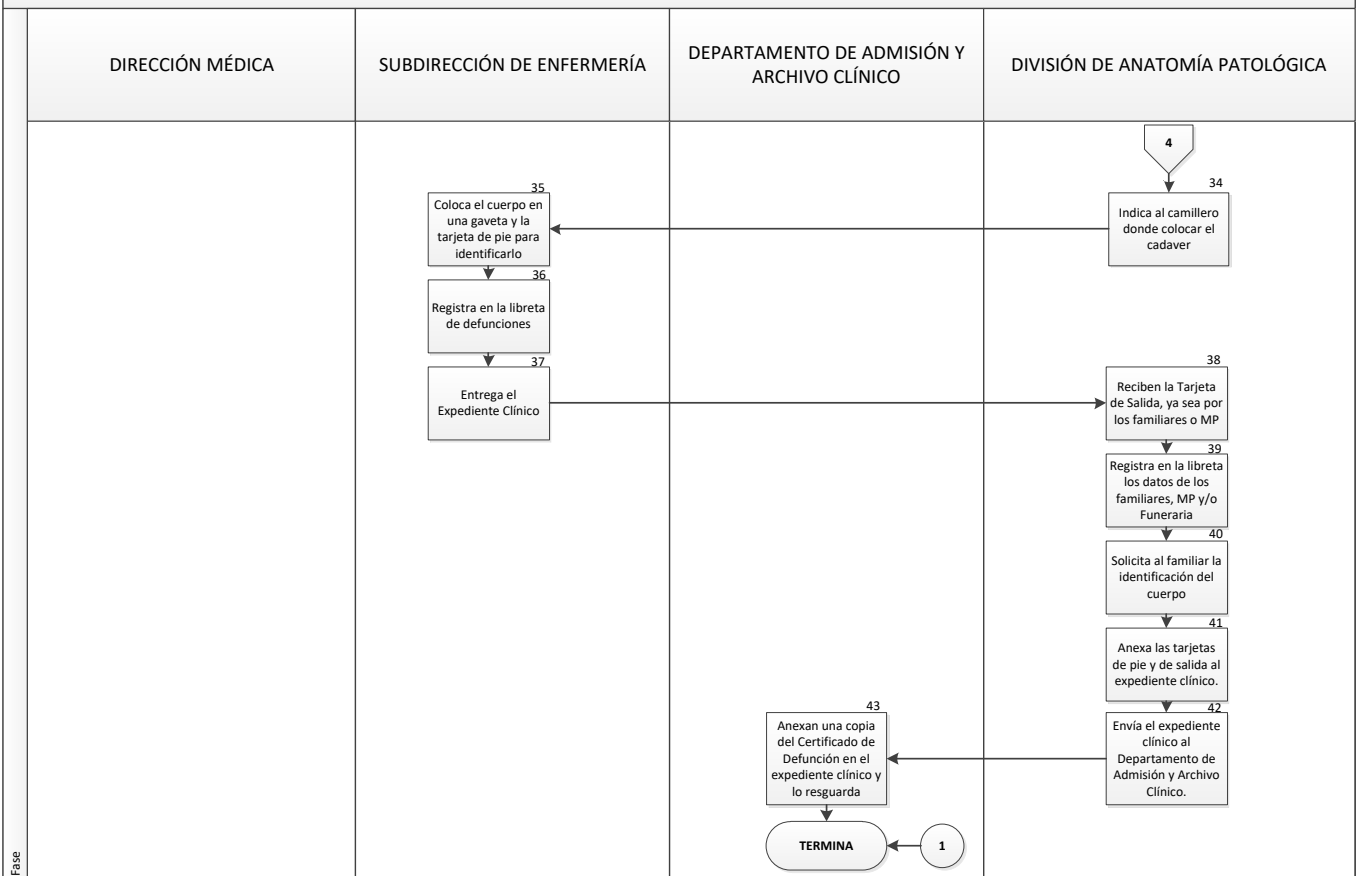 DIRECCIÓN MÉDICA
SUBDIRECCIÓN DE ENFERMERÍA
DEPARTAMENTO DE ADMISIÓN Y
ARCHIVO CLÍNICO
DIVISIÓN DE ANATOMÍA PATOLÓGICA
4
34
Indica al camillero
donde colocar el
cadaver
35
Coloca el cuerpo en
una gaveta y la
tarjeta de pie para
identificarlo
36
Registra en la libreta
de defunciones
37
Entrega el
Expediente Clínico
38
Reciben la Tarjeta
de Salida, ya sea por
los familiares o MP
39
Registra en la libreta
los datos de los
familiares, MP y/o
Funeraria
40
Solicita al familiar la
identificación del
cuerpo
41
Anexa las tarjetas
de pie y de salida al
expediente clínico.
42
Envía el expediente
clínico al
Departamento de
Admisión y Archivo
Clínico.
43
Anexan una copia
del Certificado de
Defunción en el
expediente clínico y
lo resguarda
TERMINA
1
Fase